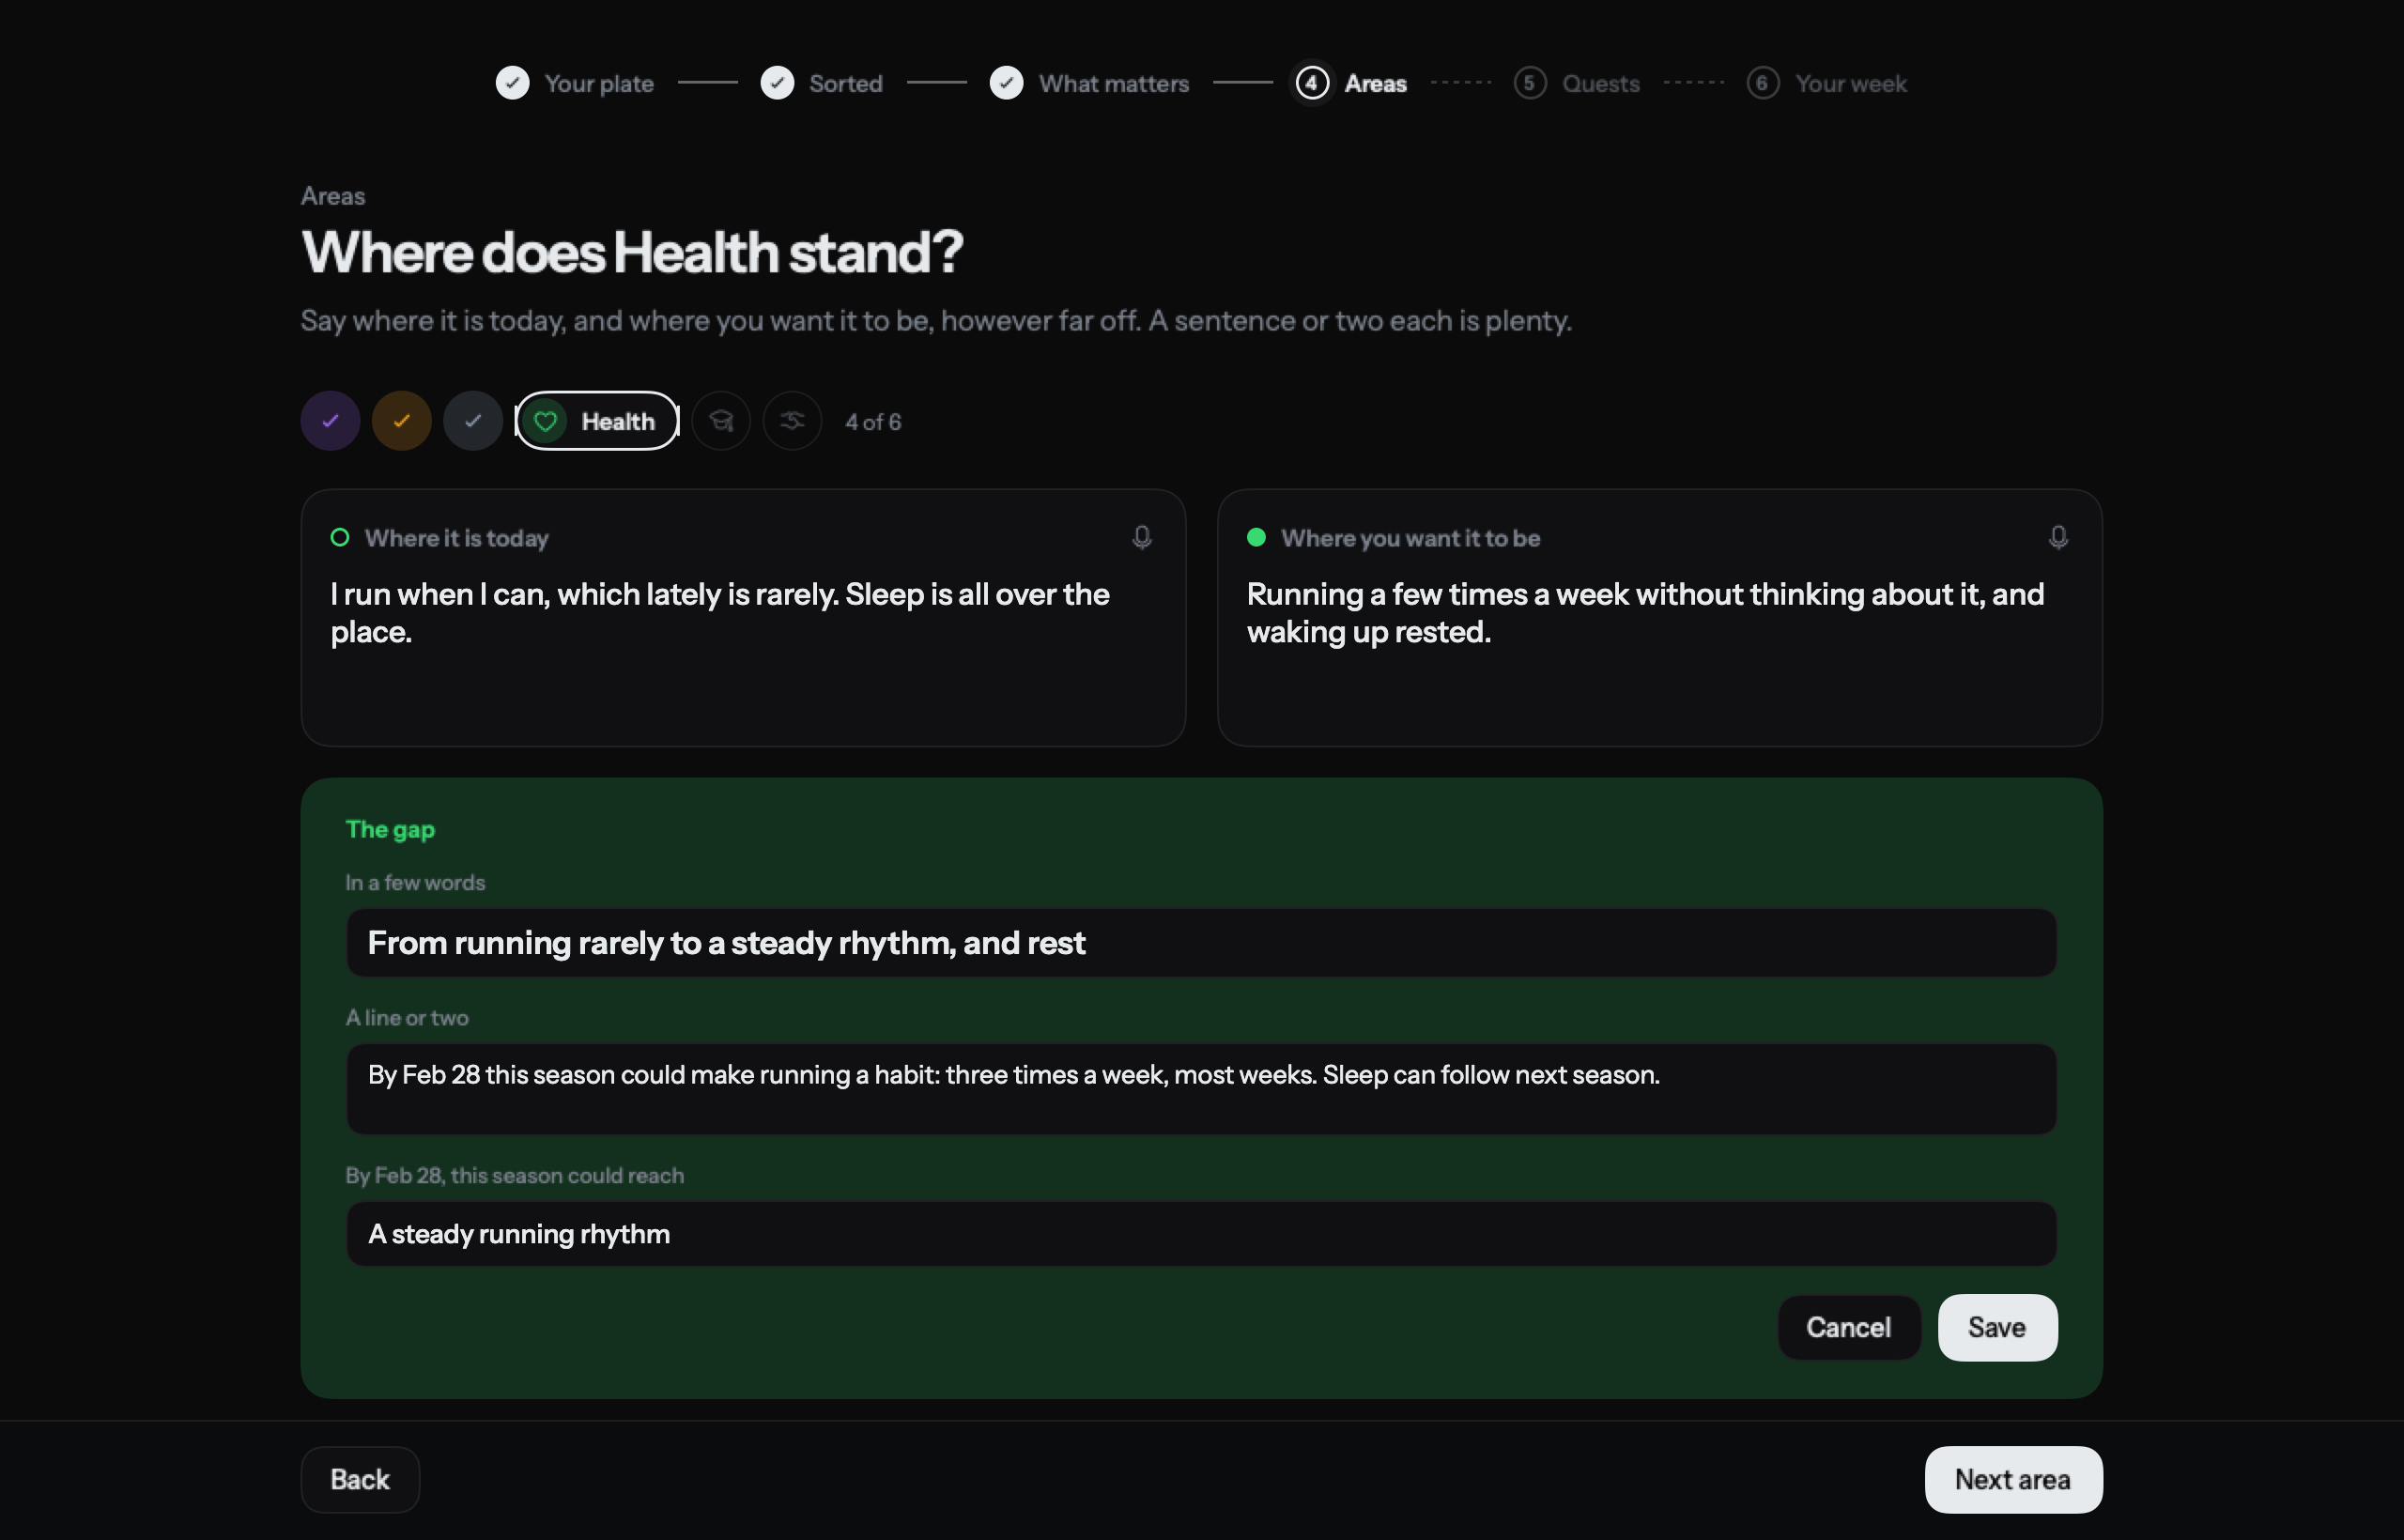 Your plate
Sorted
What matters
4 Areas
5 Quests
6 Your week
Areas
Where does Health stand?
Say where it is today, and where you want it to be, however far off. A sentence or two each is plenty.
Health
4 of 6
Where it is today
I run when I can, which lately is rarely. Sleep is all over the
place.
Where you want it to be
Running a few times a week without thinking about it, and
waking up rested.
The gap
In a few words
From running rarely to a steady rhythm, and rest
A line or two
By Feb 28 this season could make running a habit: three times a week, most weeks. Sleep can follow next season.
By Feb 28, this season could reach
A steady running rhythm
Cancel
Save
Back
Next area